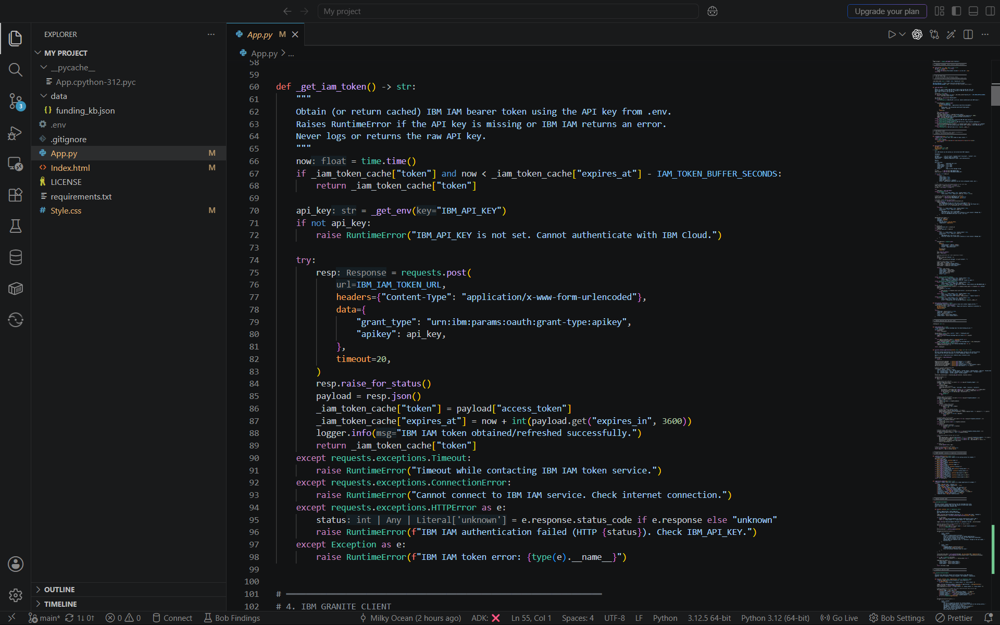 My project
Upgrade your plan
EXPLORER
MY PROJECT
__pycache__
App.cpython-312.pyc
data
funding_kb.json
.env
.gitignore
App.py M
Index.html M
LICENSE
requirements.txt
Style.css M
3
OUTLINE
TIMELINE
App.py M
App.py > ...
58
59
60 def _get_iam_token() -> str:
61 """
62 Obtain (or return cached) IBM IAM bearer token using the API key from .env.
63 Raises RuntimeError if the API key is missing or IBM IAM returns an error.
64 Never logs or returns the raw API key.
65 """
66 now: float = time.time()
67 if _iam_token_cache["token"] and now < _iam_token_cache["expires_at"] - IAM_TOKEN_BUFFER_SECONDS:
68 return _iam_token_cache["token"]
69
70 api_key: str = _get_env(key="IBM_API_KEY")
71 if not api_key:
72 raise RuntimeError("IBM_API_KEY is not set. Cannot authenticate with IBM Cloud.")
73
74 try:
75 resp: Response = requests.post(
76 url=IBM_IAM_TOKEN_URL,
77 headers={"Content-Type": "application/x-www-form-urlencoded"},
78 data={
79 "grant_type": "urn:ibm:params:oauth:grant-type:apikey",
80 "apikey": api_key,
81 },
82 timeout=20,
83 )
84 resp.raise_for_status()
85 payload = resp.json()
86 _iam_token_cache["token"] = payload["access_token"]
87 _iam_token_cache["expires_at"] = now + int(payload.get("expires_in", 3600))
88 logger.info(msg="IBM IAM token obtained/refreshed successfully.")
89 return _iam_token_cache["token"]
90 except requests.exceptions.Timeout:
91 raise RuntimeError("Timeout while contacting IBM IAM token service.")
92 except requests.exceptions.ConnectionError:
93 raise RuntimeError("Cannot connect to IBM IAM service. Check internet connection.")
94 except requests.exceptions.HTTPError as e:
95 status: int | Any | Literal['unknown'] = e.response.status_code if e.response else "unknown"
96 raise RuntimeError(f"IBM IAM authentication failed (HTTP {status}). Check IBM_API_KEY.")
97 except Exception as e:
98 raise RuntimeError(f"IBM IAM token error: {type(e).__name__}")
99
100
101 # ═══════════════════════════════════════════════════════════════
102 # 4. IBM GRANITE CLIENT
main* 1↓ 0↑ 0 0 Connect Bob Findings Milky Ocean (2 hours ago) ADK: ❌ Ln 55, Col 1 Spaces: 4 UTF-8 LF Python 3.12.5 64-bit Python 3.12 (64-bit) Go Live Bob Settings Prettier